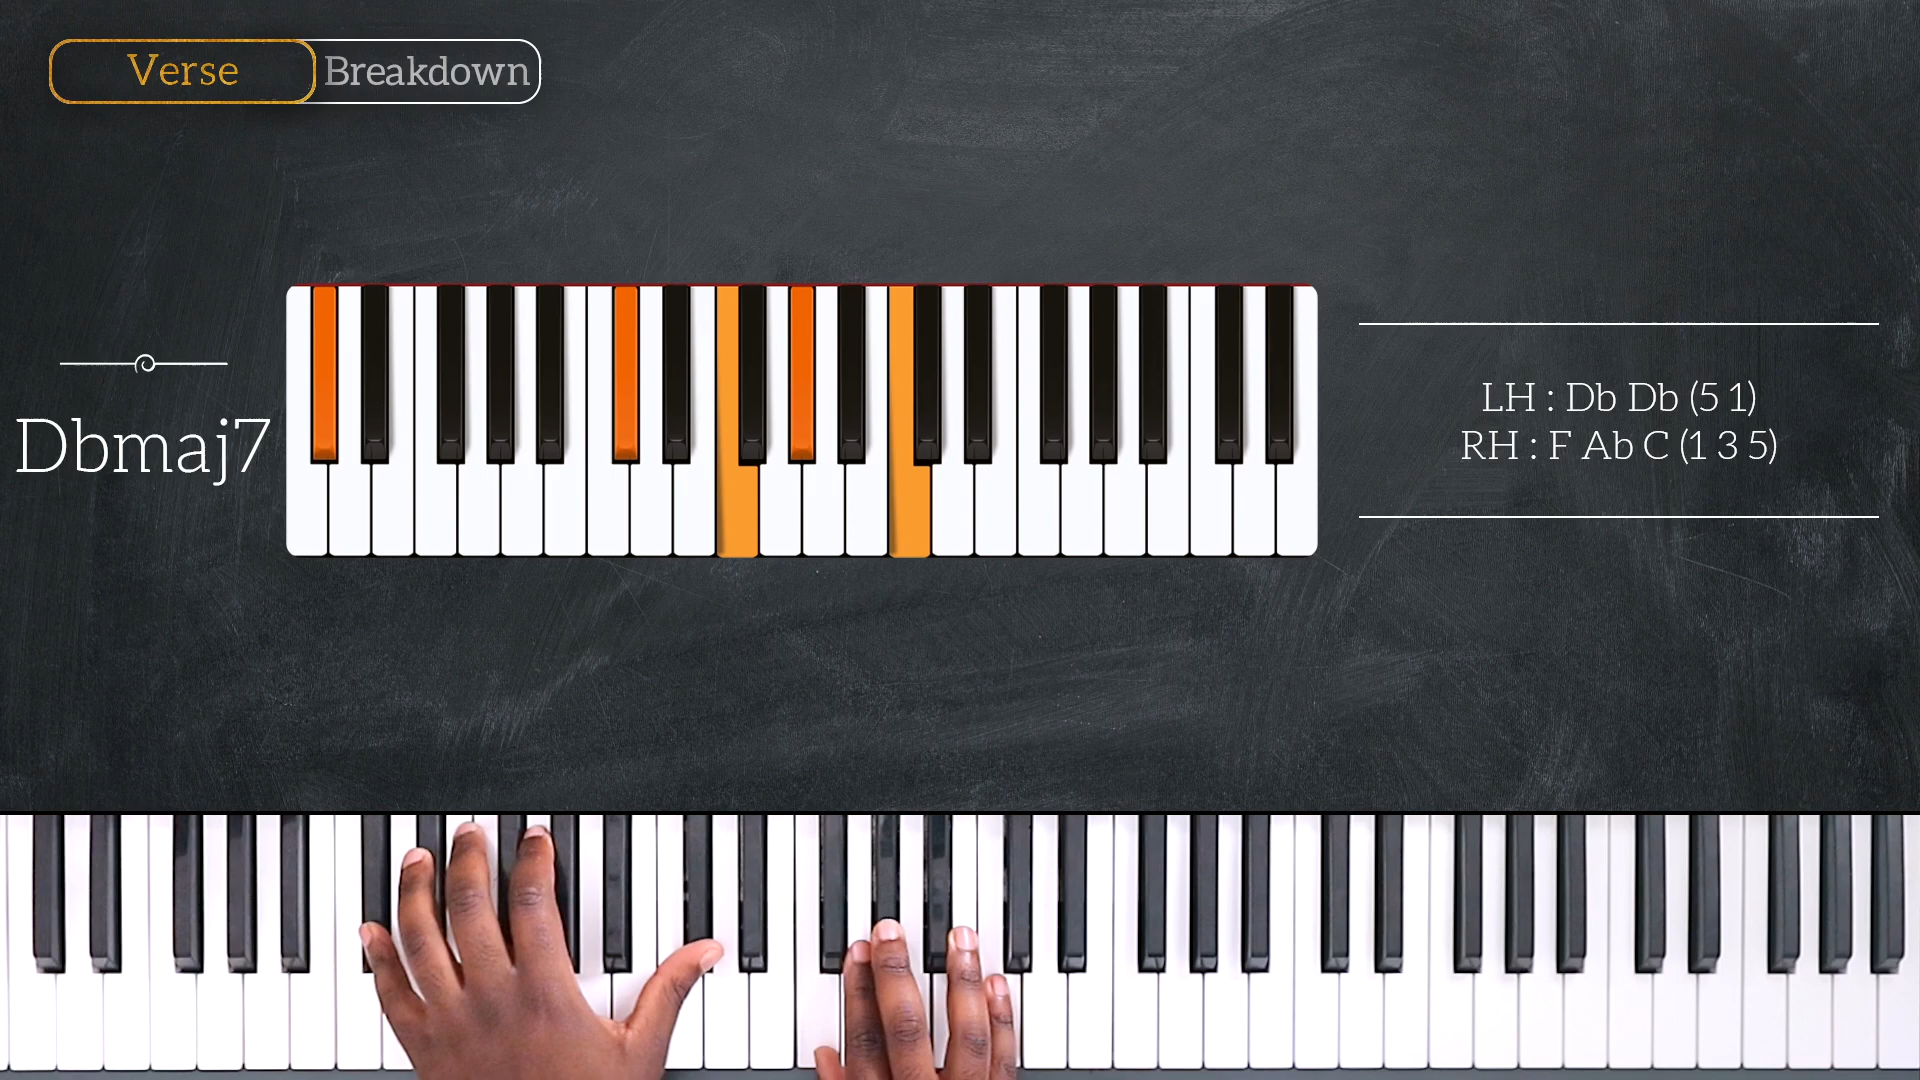 Verse Breakdown
Dbmaj7
LH : Db Db (5 1)
RH : F Ab C (1 3 5)